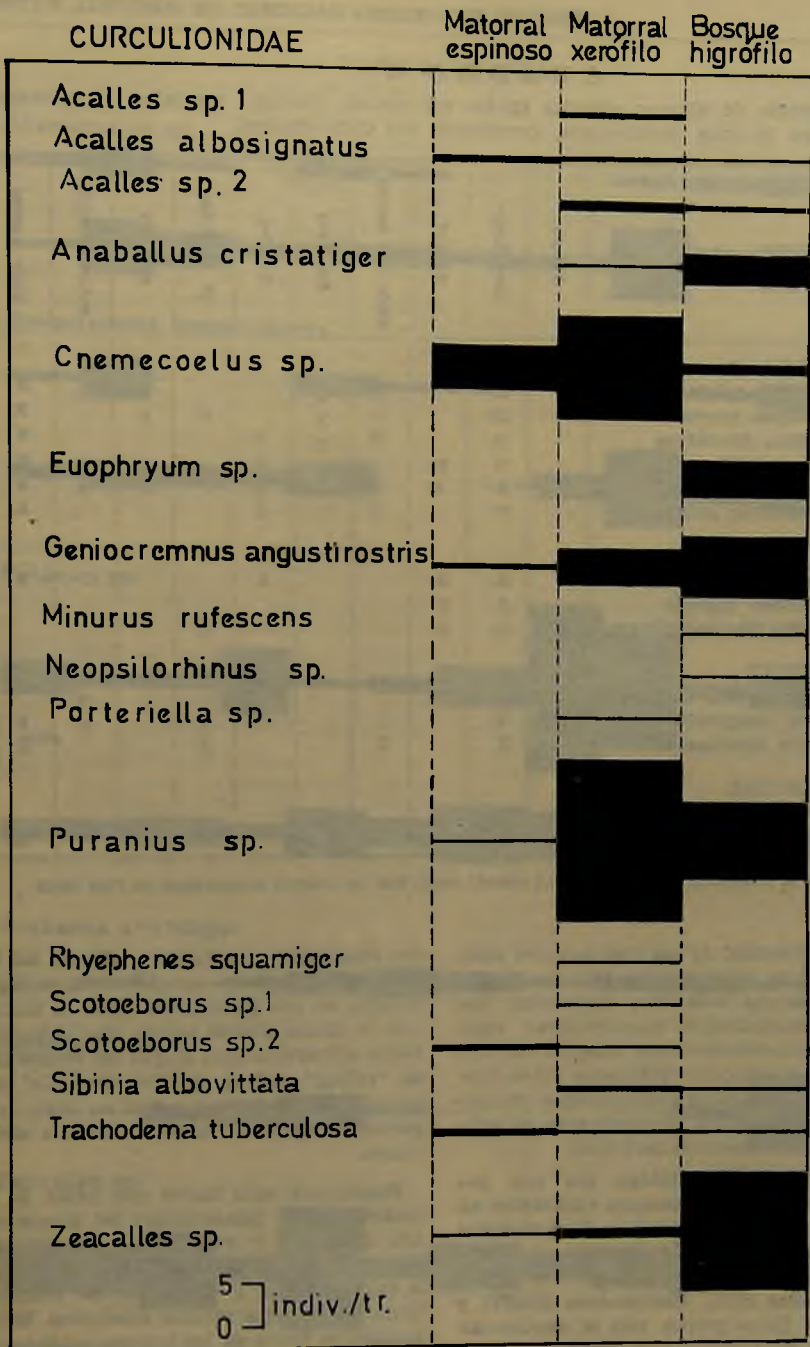 CURCULIONIDAE
Matorral espinoso
Matorral xerófilo
Bosque higrófilo
Acalles sp. 1
Acalles albosignatus
Acalles sp. 2
Anaballus cristatiger
Cnemecoelus sp.
Euophryum sp.
Geniocremnus angustirostris
Minurus rufescens
Neopsilorhinus sp.
Porteriella sp.
Puranius sp.
Rhyephenes squamiger
Scotoeborus sp.1
Scotoeborus sp.2
Sibinia albovittata
Trachodema tuberculosa
Zeacalles sp.
5
0
indiv./tr.